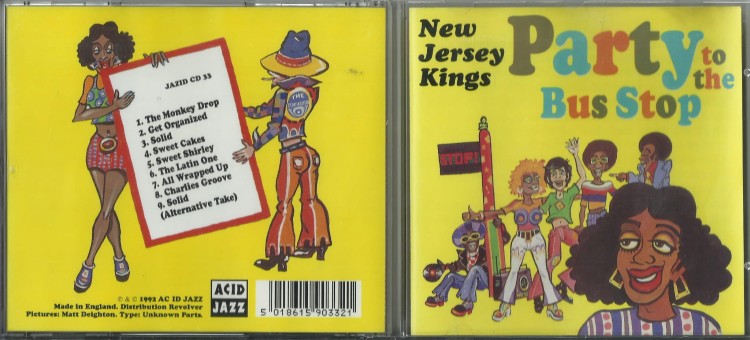 JAZID CD 33
1. The Monkey Drop
2. Get Organized
3. Solid
4. Sweet Cakes
5. Sweet Shirley
6. The Latin One
7. All Wrapped Up
8. Charlies Groove
9. Solid
(Alternative Take)
THE
℗ & © 1992 AC ID JAZZ
Made in England. Distribution Revolver
Pictures: Matt Deighton. Type: Unknown Parts.
ACID
JAZZ
5 018615 903321
New
Jersey
Kings
Party to
the
Bus Stop